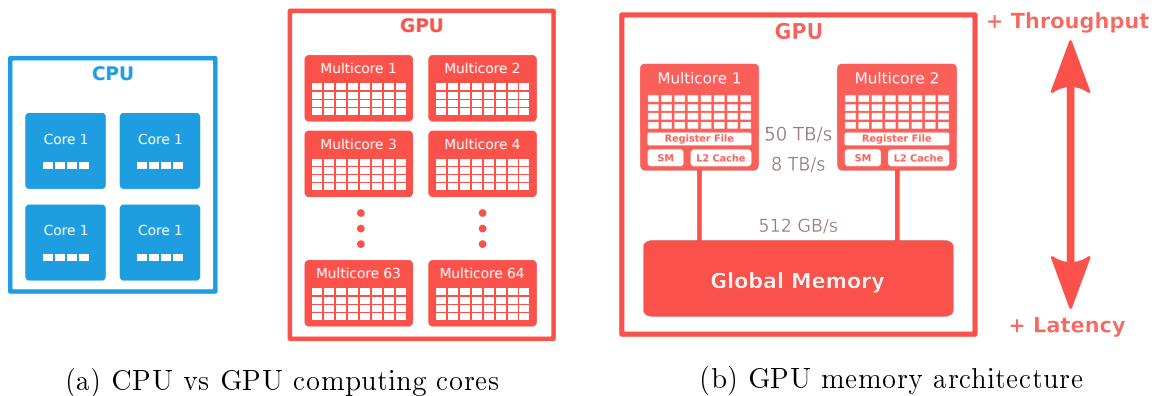 CPU
Core 1
Core 1
Core 1
Core 1
GPU
Multicore 1
Multicore 2
Multicore 3
Multicore 4
Multicore 63
Multicore 64
(a) CPU vs GPU computing cores
GPU
Multicore 1
Register File
SM
L2 Cache
Multicore 2
Register File
SM
L2 Cache
50 TB/s
8 TB/s
512 GB/s
Global Memory
+ Throughput
+ Latency
(b) GPU memory architecture